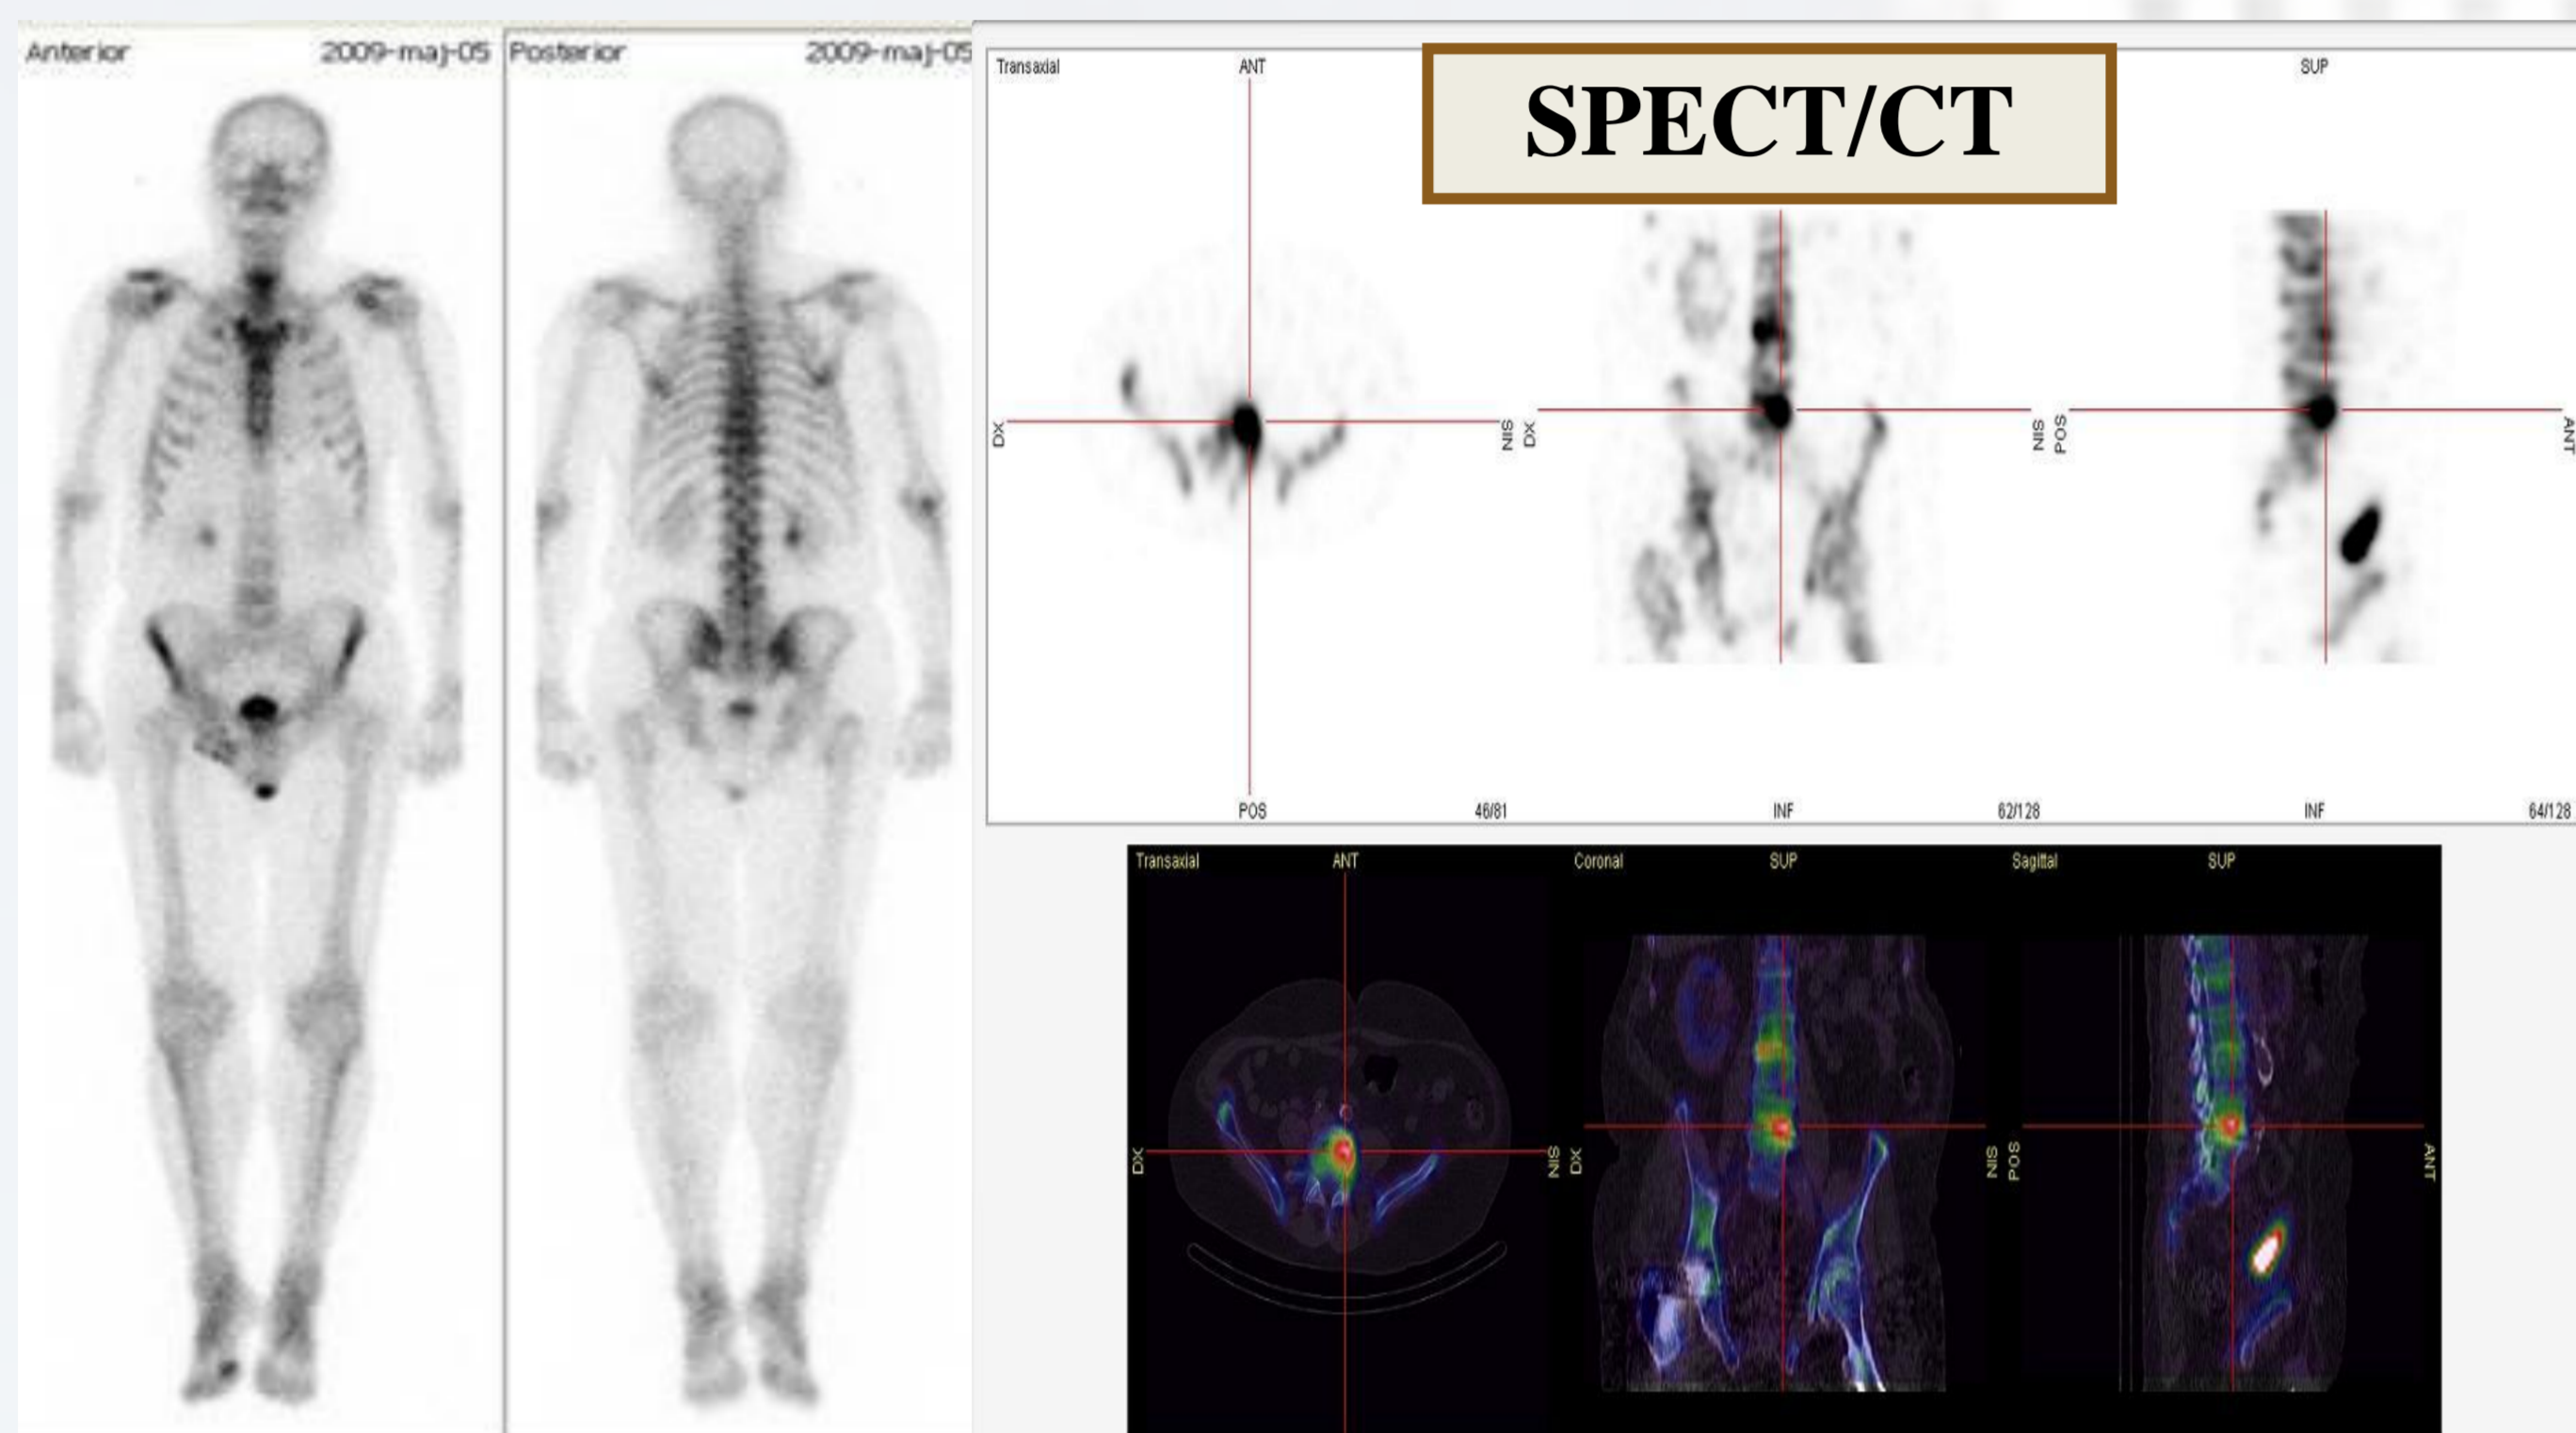 Anterior 2009-maj-05
Posterior 2009-maj-05
SPECT/CT
Transaxial ANT SUP
DX SIN DX SIN POS ANT
POS 46/81 INF 62/128 INF 64/128
Transaxial ANT Coronal SUP Sagittal SUP
DX SIN DX SIN POS ANT